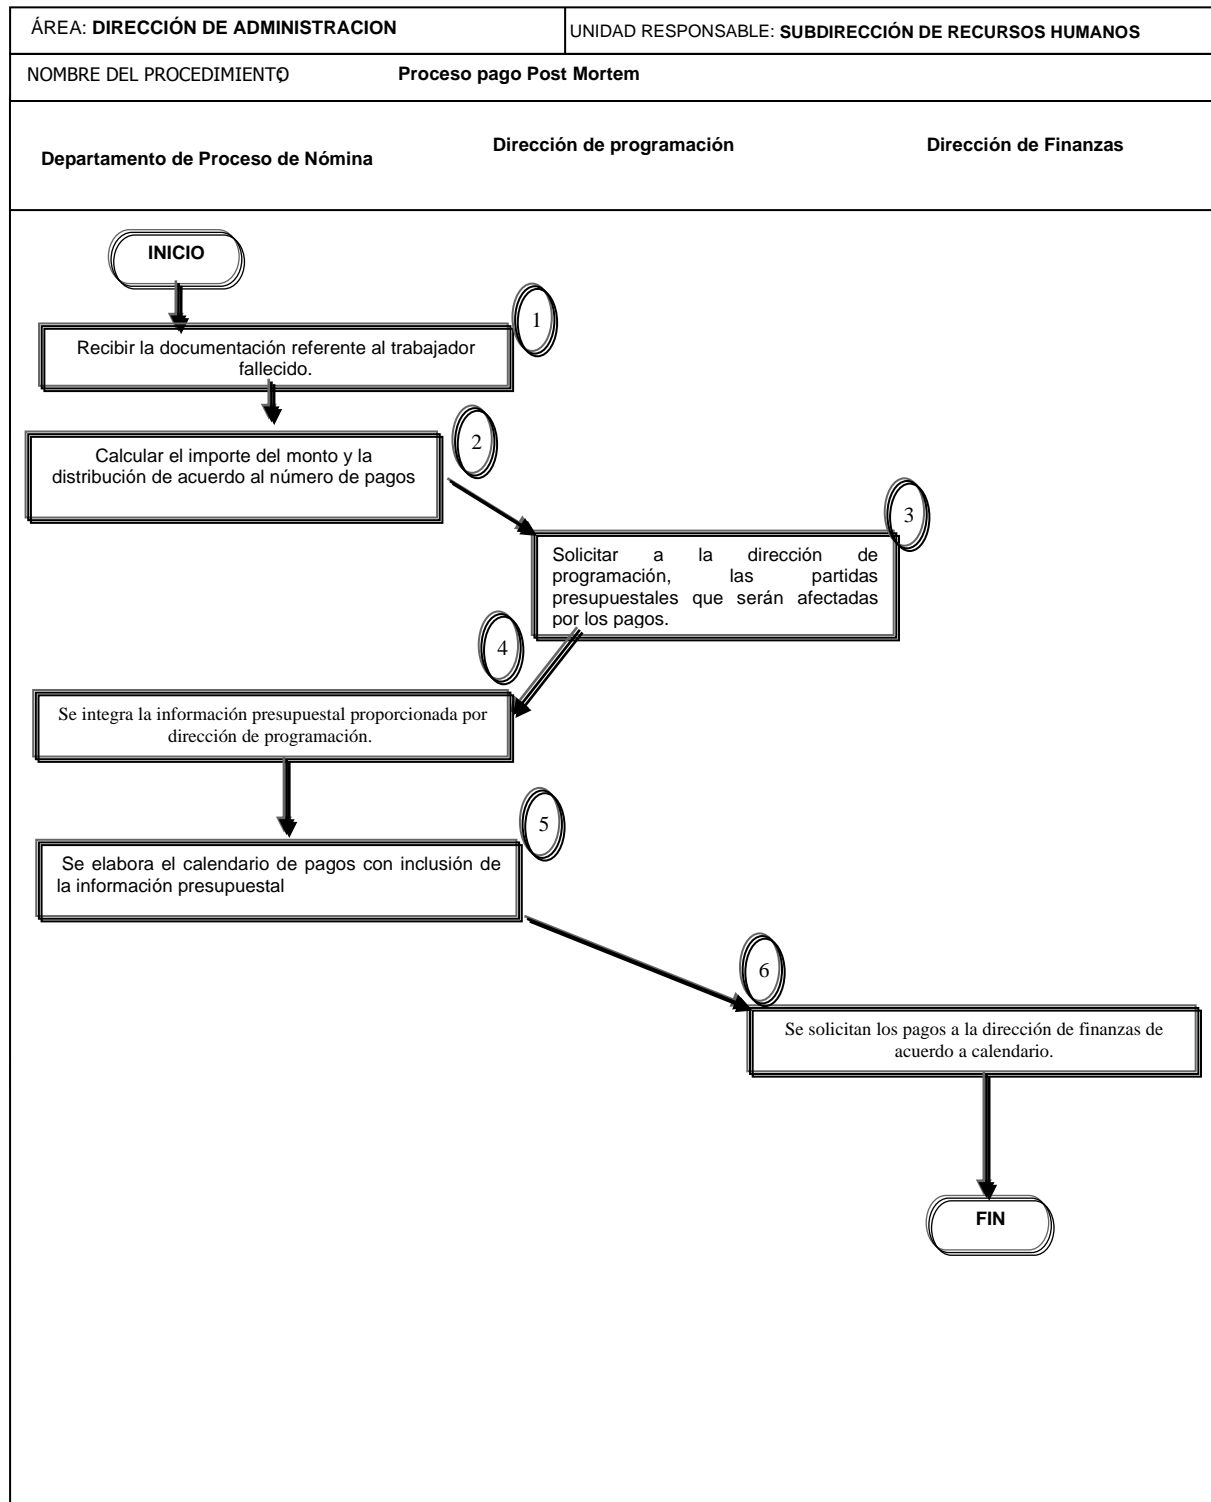 ÁREA: DIRECCIÓN DE ADMINISTRACION
UNIDAD RESPONSABLE: SUBDIRECCIÓN DE RECURSOS HUMANOS
NOMBRE DEL PROCEDIMIENTO: Proceso pago Post Mortem
Departamento de Proceso de Nómina
Dirección de programación
Dirección de Finanzas
INICIO
1
Recibir la documentación referente al trabajador
fallecido.
2
Calcular el importe del monto y la
distribución de acuerdo al número de pagos
3
Solicitar a la dirección de
programación, las partidas
presupuestales que serán afectadas
por los pagos.
4
Se integra la información presupuestal proporcionada por
dirección de programación.
5
Se elabora el calendario de pagos con inclusión de
la información presupuestal
6
Se solicitan los pagos a la dirección de finanzas de
acuerdo a calendario.
FIN